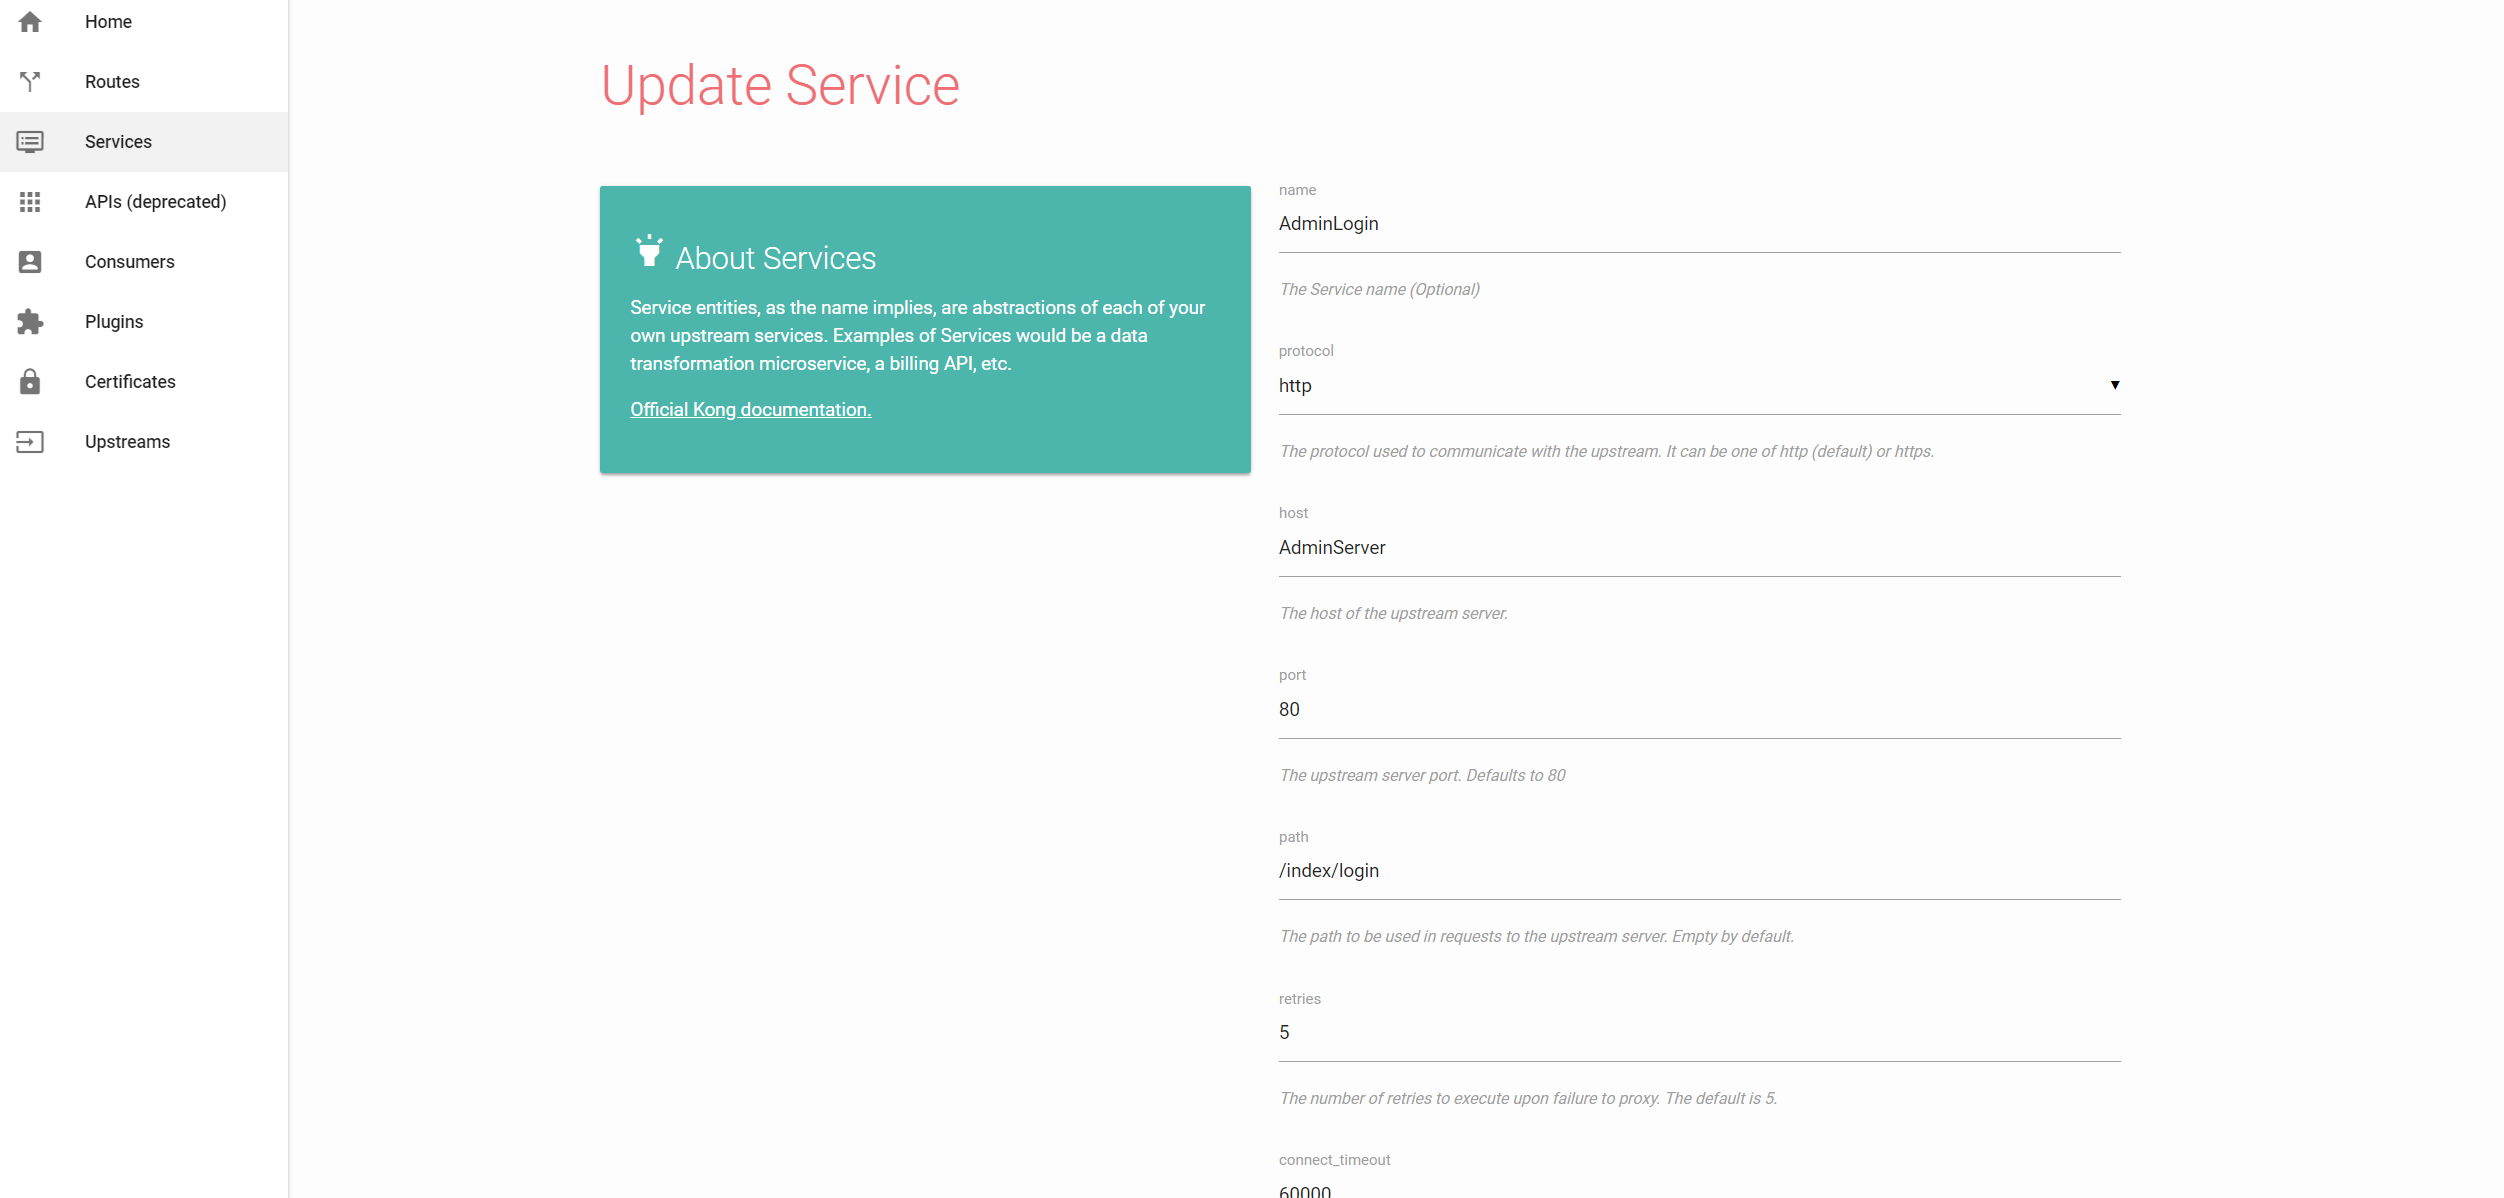 Home
Routes
Services
APIs (deprecated)
Consumers
Plugins
Certificates
Upstreams
Update Service
About Services
Service entities, as the name implies, are abstractions of each of your
own upstream services. Examples of Services would be a data
transformation microservice, a billing API, etc.
Official Kong documentation.
name
AdminLogin
The Service name (Optional)
protocol
http
The protocol used to communicate with the upstream. It can be one of http (default) or https.
host
AdminServer
The host of the upstream server.
port
80
The upstream server port. Defaults to 80
path
/index/login
The path to be used in requests to the upstream server. Empty by default.
retries
5
The number of retries to execute upon failure to proxy. The default is 5.
connect_timeout
60000